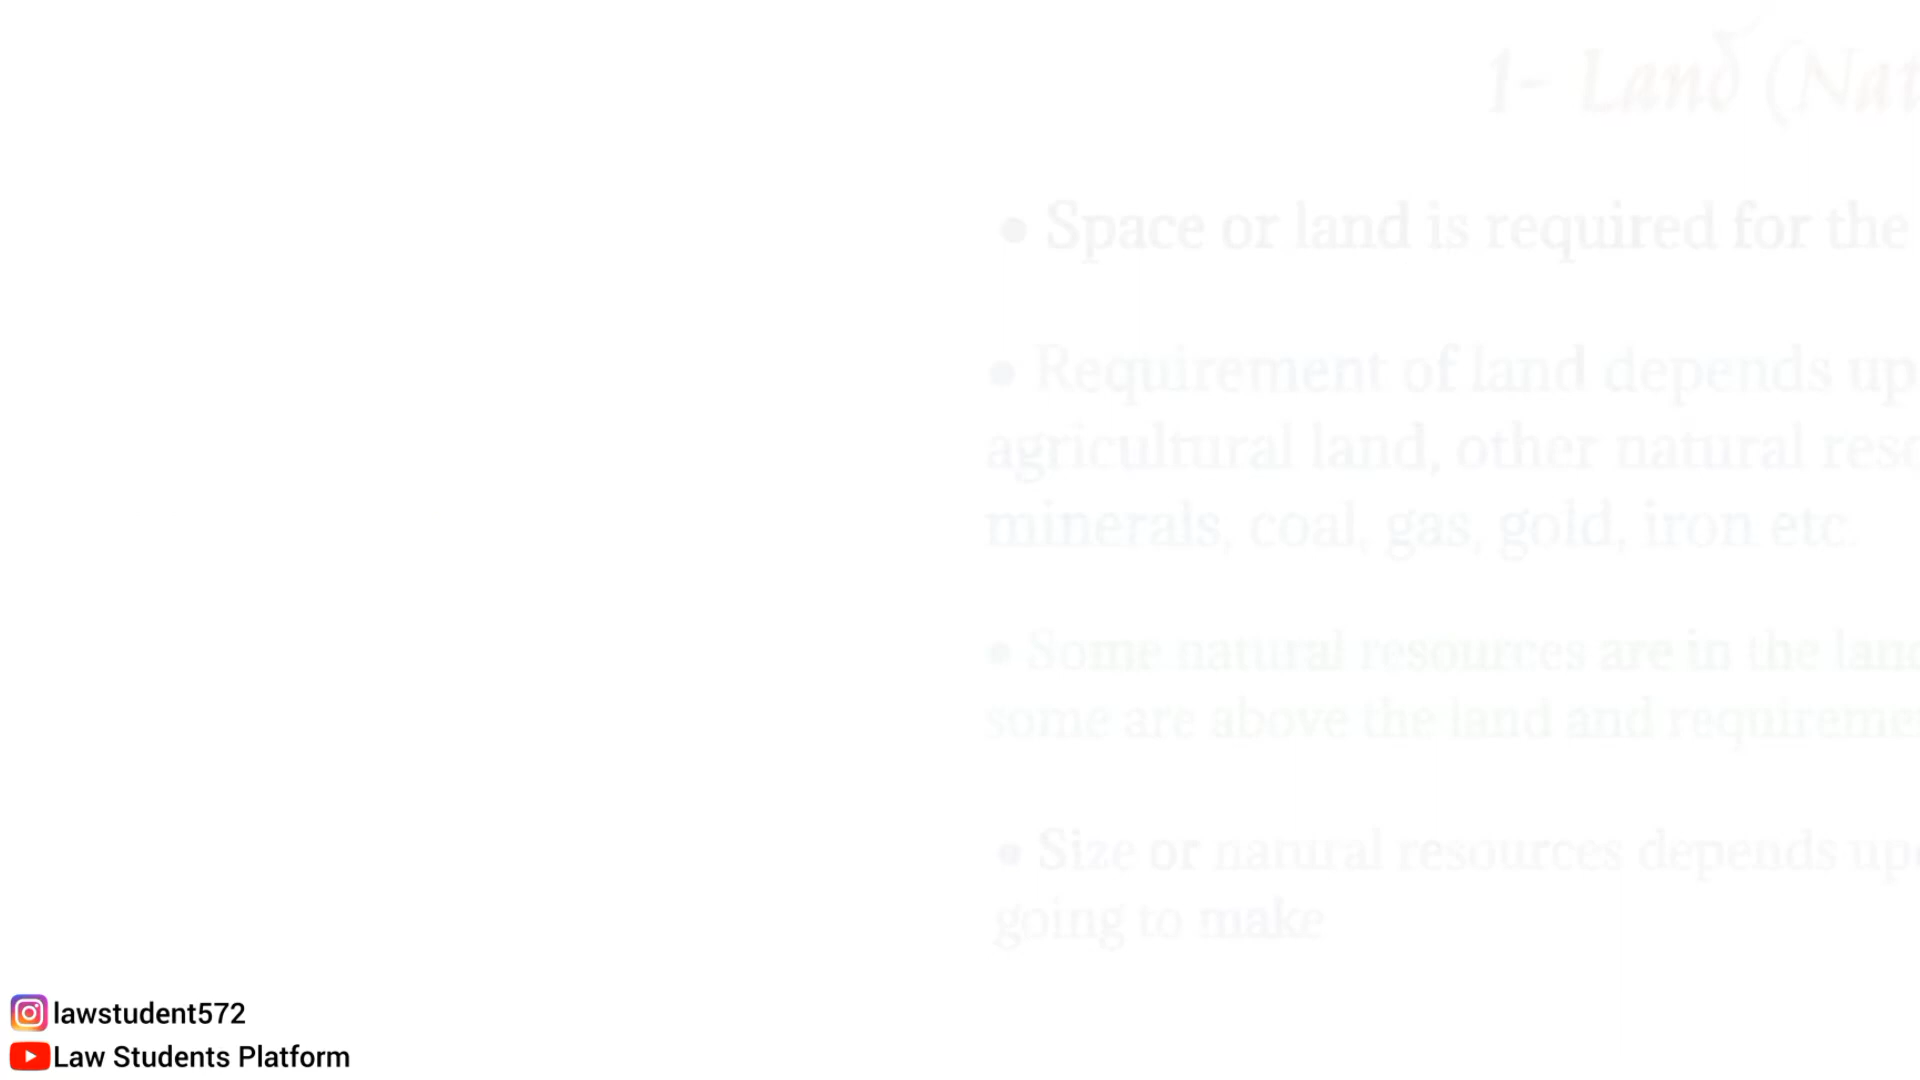 1- Land (Nat
• Space or land is required for the
• Requirement of land depends up
agricultural land, other natural reso
minerals, coal, gas, gold, iron etc.
• Some natural resources are in the land
some are above the land and requiremen
• Size or natural resources depends upo
going to make
lawstudent572
Law Students Platform